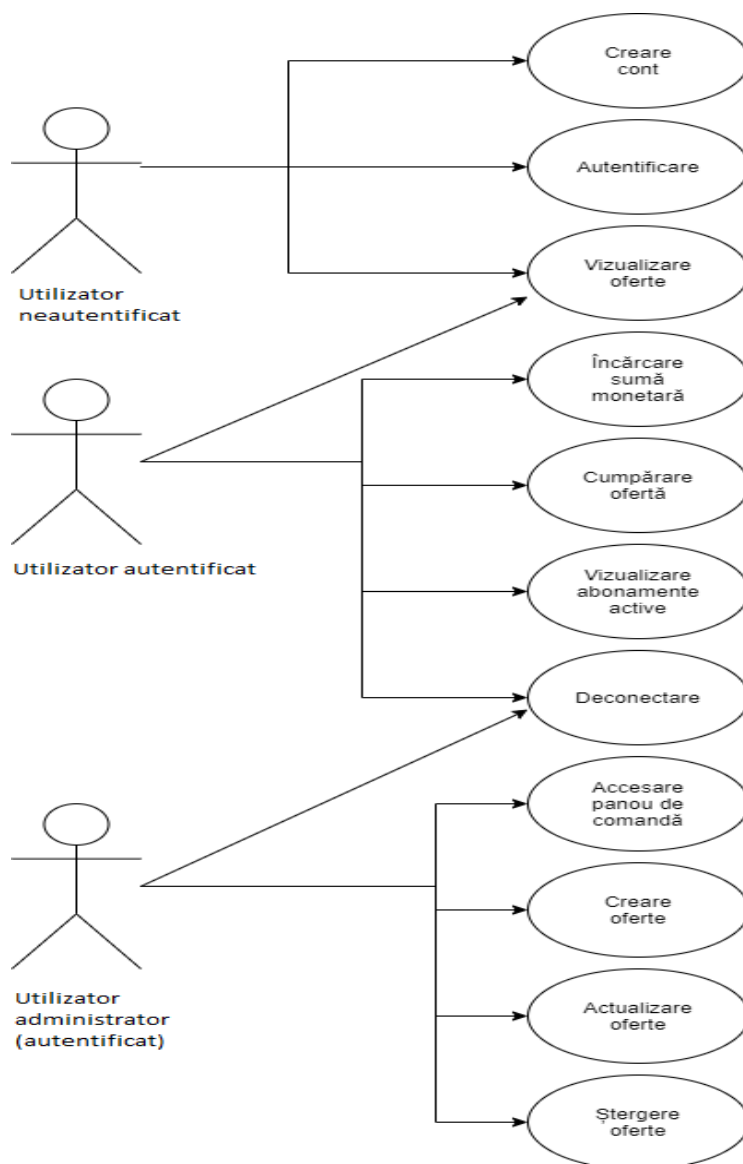 Creare
cont
Autentificare
Vizualizare
oferte
Utilizator
neautentificat
Încărcare
sumă
monetară
Cumpărare
ofertă
Utilizator autentificat
Vizualizare
abonamente
active
Deconectare
Accesare
panou de
comandă
Creare
oferte
Utilizator
administrator
(autentificat)
Actualizare
oferte
Ștergere
oferte